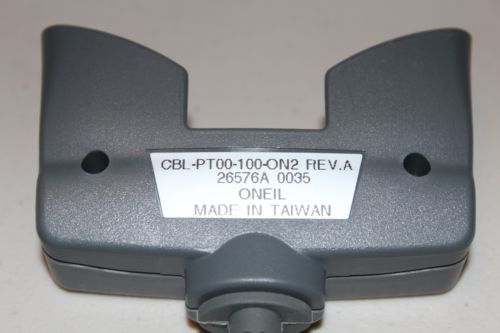 CBL-PT00-100-ON2 REV.A
26576A 0035
ONEIL
MADE IN TAIWAN